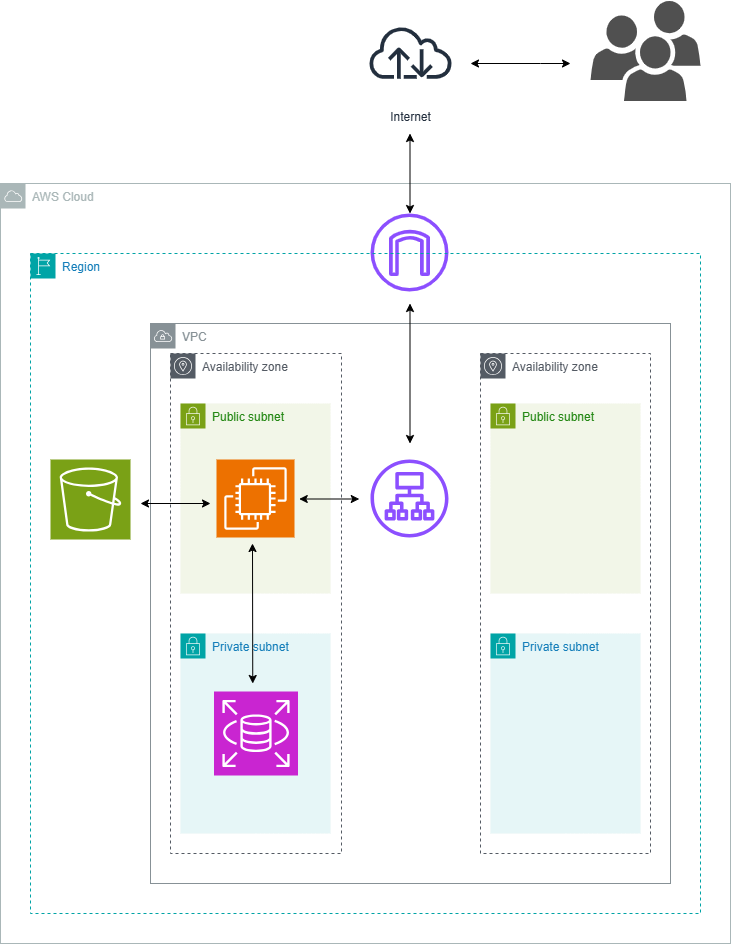 Internet
AWS Cloud
Region
VPC
Availability zone
Availability zone
Public subnet
Public subnet
Private subnet
Private subnet